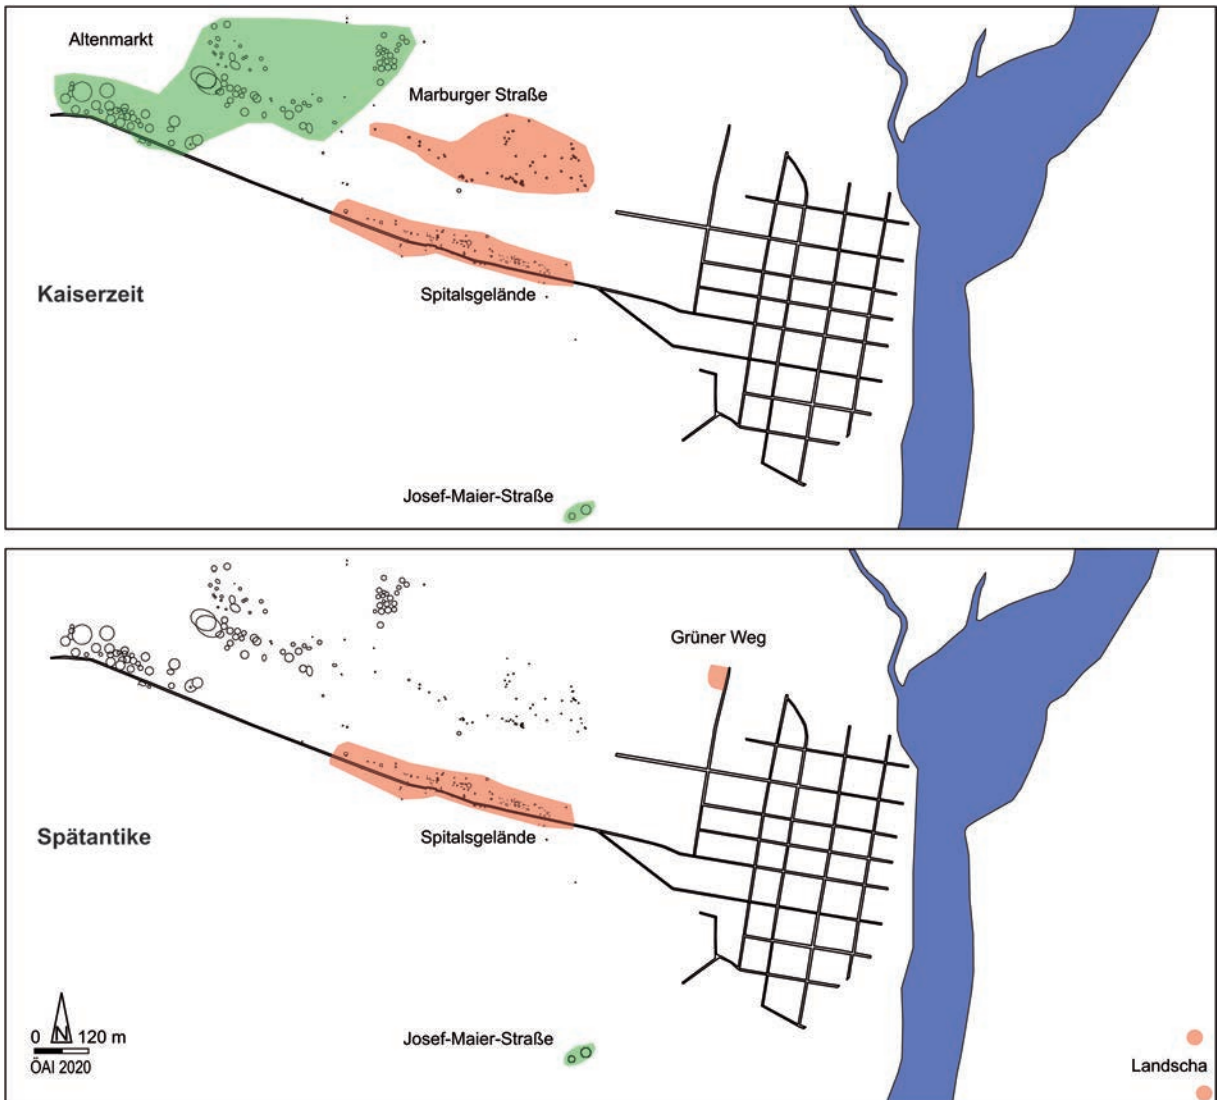 Altenmarkt
Marburger Straße
Spitalsgelände
Kaiserzeit
Josef-Maier-Straße
Grüner Weg
Spitalsgelände
Spätantike
Josef-Maier-Straße
0 N 120 m
ÖAI 2020
Landscha